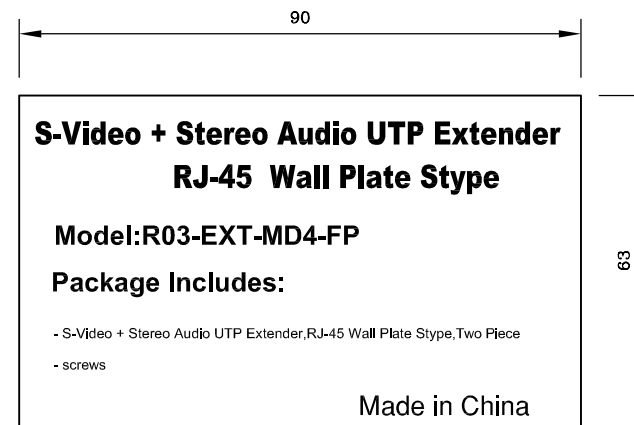 90
S-Video + Stereo Audio UTP Extender
RJ-45 Wall Plate Stype
Model:R03-EXT-MD4-FP
63
Package Includes:
- S-Video + Stereo Audio UTP Extender,RJ-45 Wall Plate Stype,Two Piece
- screws
Made in China